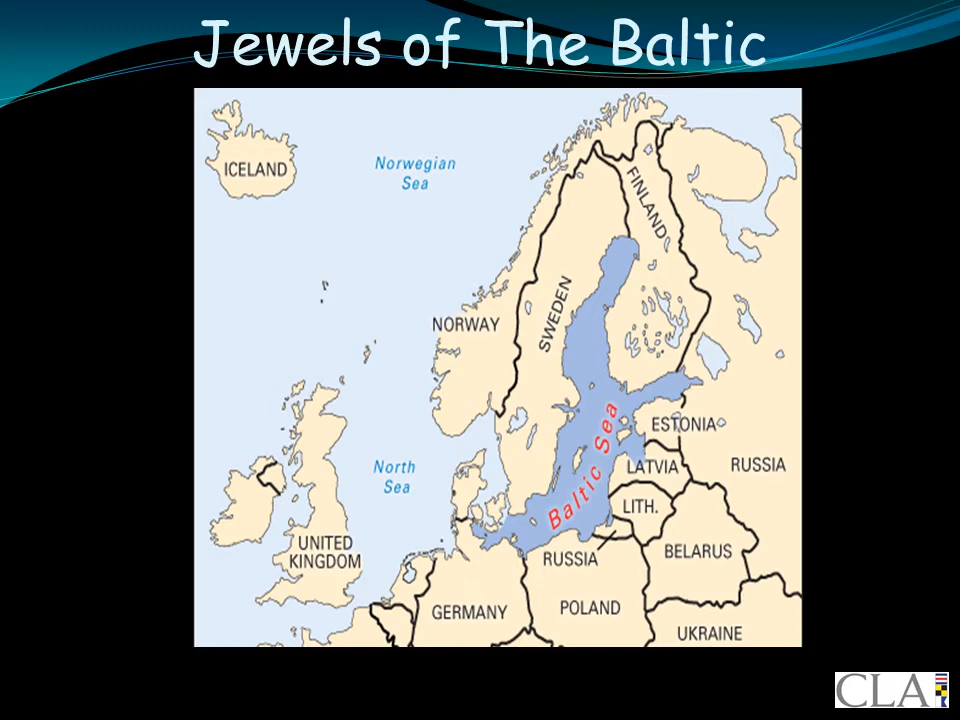 Jewels of The Baltic
ICELAND
Norwegian
Sea
FINLAND
SWEDEN
NORWAY
Baltic Sea
ESTONIA
North
Sea
LATVIA
RUSSIA
LITH.
UNITED
KINGDOM
RUSSIA
BELARUS
GERMANY
POLAND
UKRAINE
CLA